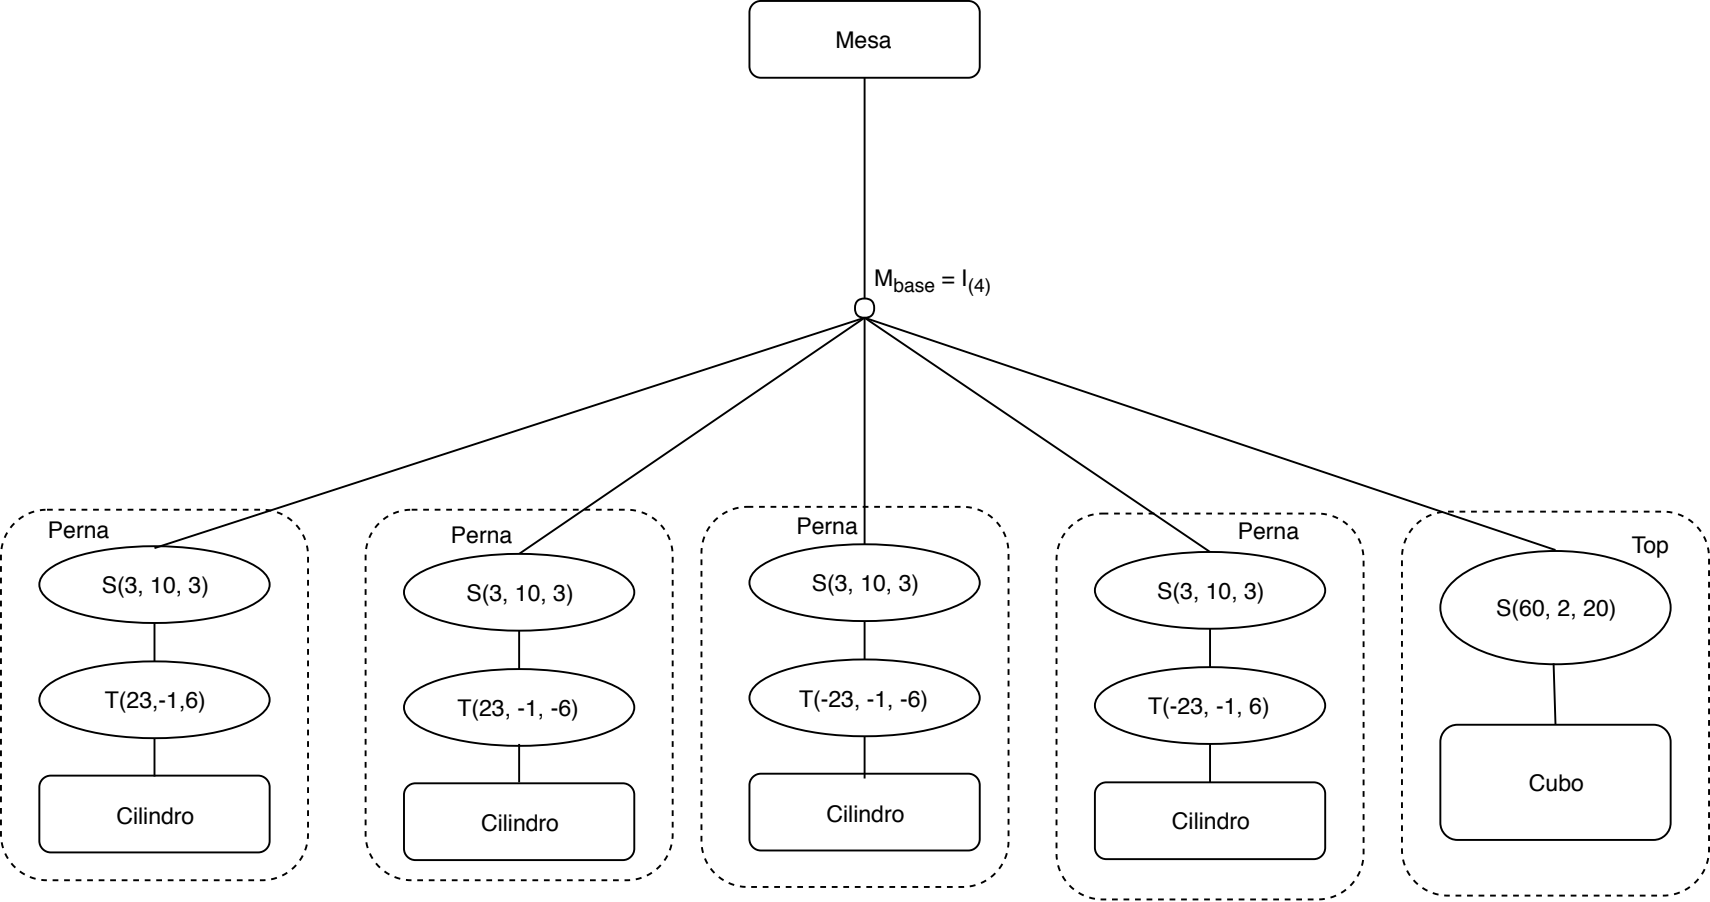 Mesa
M_base = I_(4)
Perna
S(3, 10, 3)
T(23,-1,6)
Cilindro
Perna
S(3, 10, 3)
T(23, -1, -6)
Cilindro
Perna
S(3, 10, 3)
T(-23, -1, -6)
Cilindro
Perna
S(3, 10, 3)
T(-23, -1, 6)
Cilindro
Top
S(60, 2, 20)
Cubo